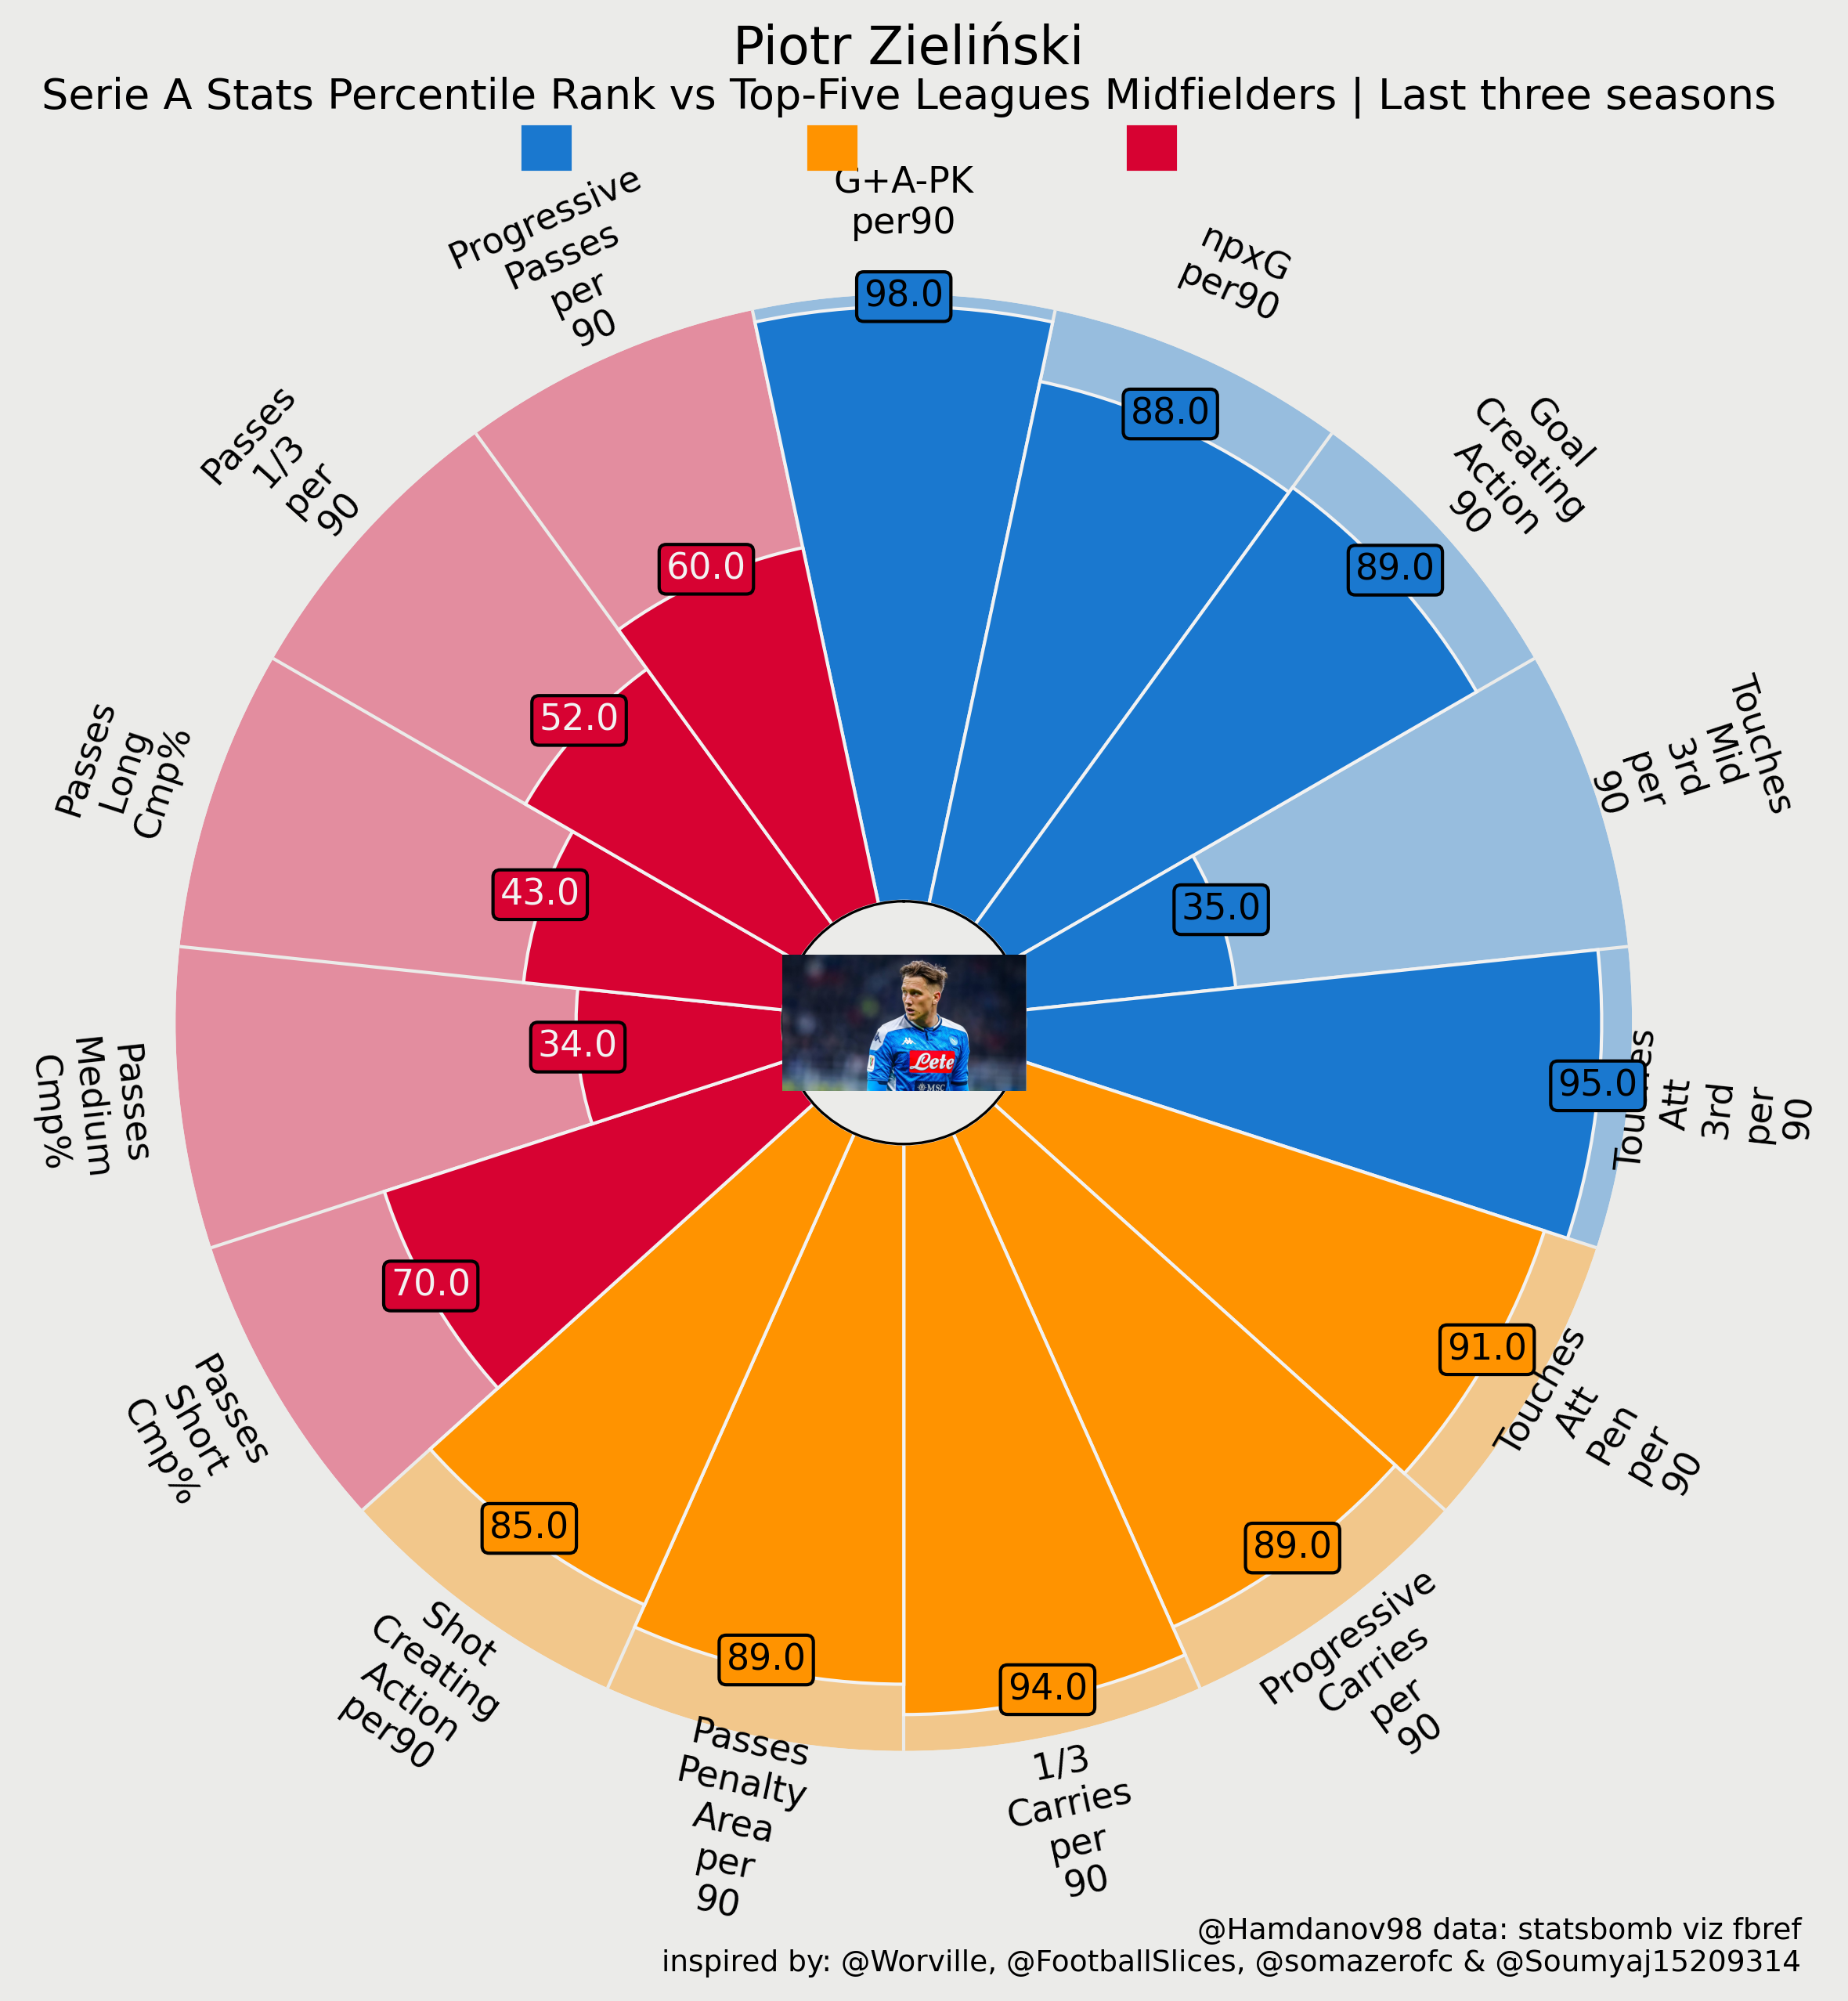 Piotr Zieliński
Serie A Stats Percentile Rank vs Top-Five Leagues Midfielders | Last three seasons
G+A-PK
per90
98.0
npxG
per90
88.0
Goal
Creating
Action
90
89.0
Touches
Mid
3rd
per
90
35.0
Touches
Att
3rd
per
90
95.0
Touches
Att
Pen
per
90
91.0
Progressive
Carries
per
90
89.0
1/3
Carries
per
90
94.0
Passes
Penalty
Area
per
90
89.0
Shot
Creating
Action
per90
85.0
Passes
Short
Cmp%
70.0
Passes
Medium
Cmp%
34.0
Passes
Long
Cmp%
43.0
Passes
1/3
per
90
52.0
Progressive
Passes
per
90
60.0
Lete
MSC
@Hamdanov98 data: statsbomb viz fbref
inspired by: @Worville, @FootballSlices, @somazerofc & @Soumyaj15209314